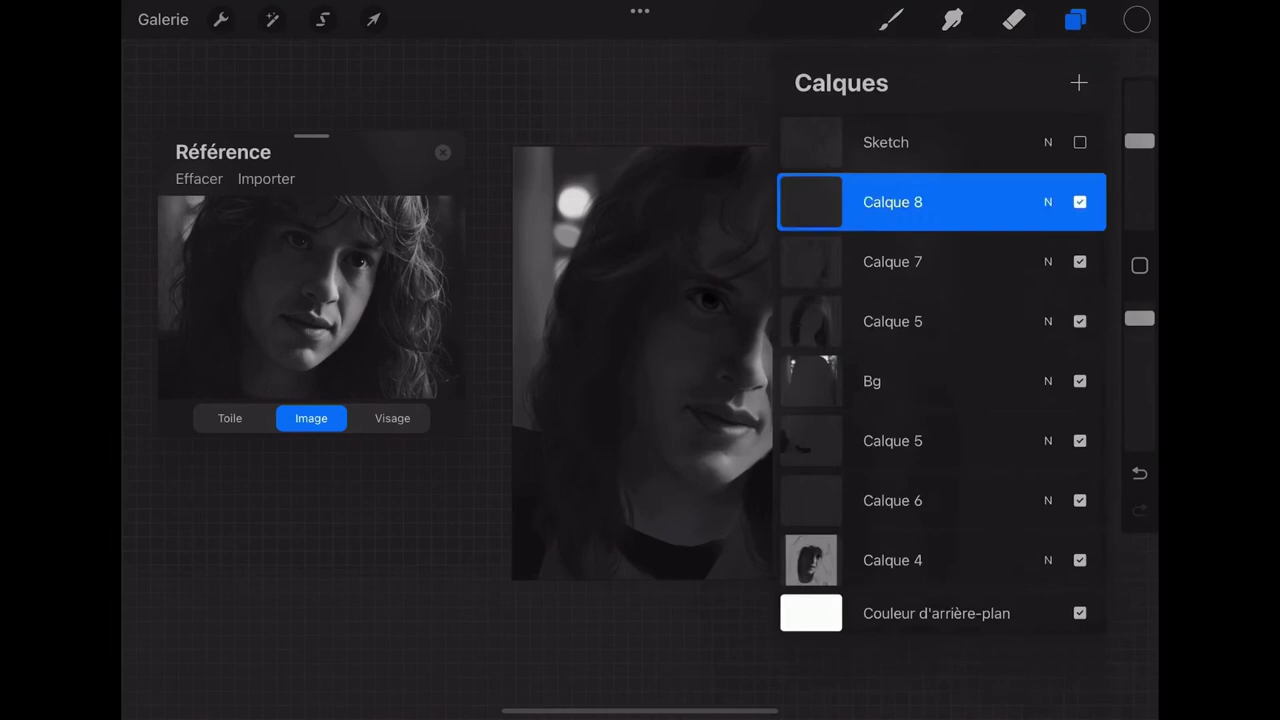 Galerie
Calques
Référence
Effacer Importer
Toile Image Visage
Sketch N
Calque 8 N
Calque 7 N
Calque 5 N
Bg N
Calque 5 N
Calque 6 N
Calque 4 N
Couleur d'arrière-plan